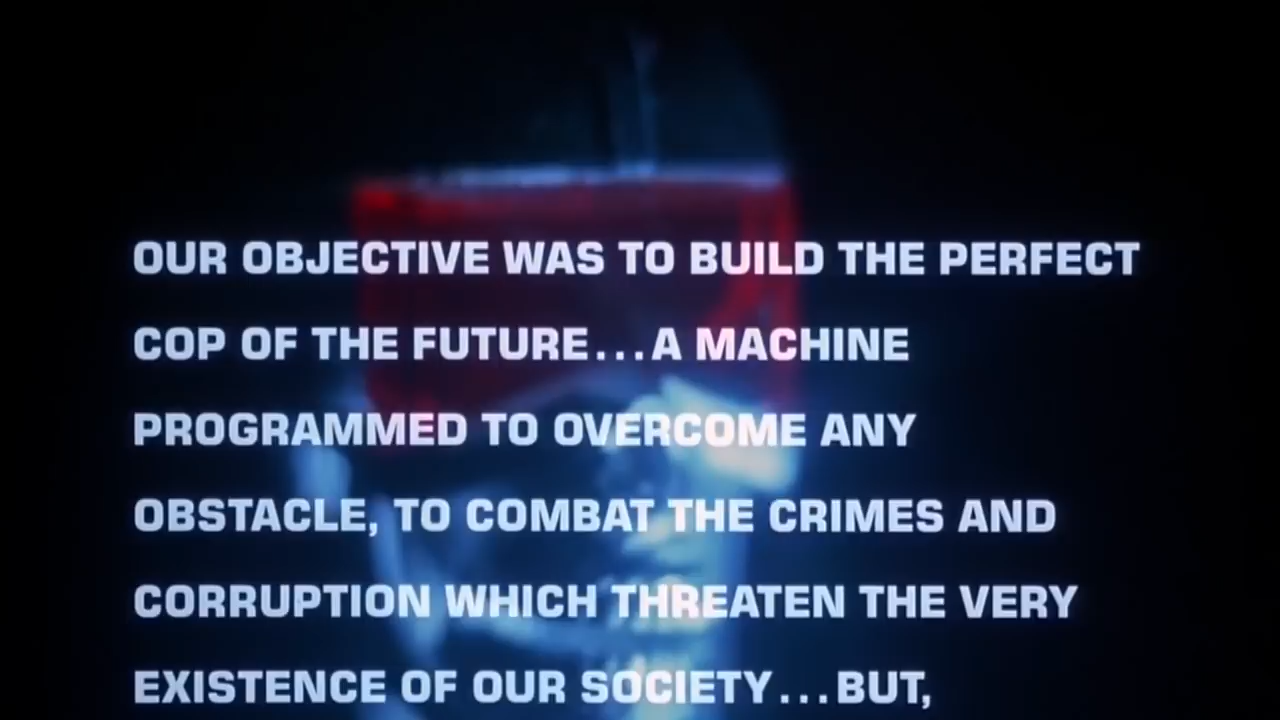 OUR OBJECTIVE WAS TO BUILD THE PERFECT
COP OF THE FUTURE...A MACHINE
PROGRAMMED TO OVERCOME ANY
OBSTACLE, TO COMBAT THE CRIMES AND
CORRUPTION WHICH THREATEN THE VERY
EXISTENCE OF OUR SOCIETY...BUT,